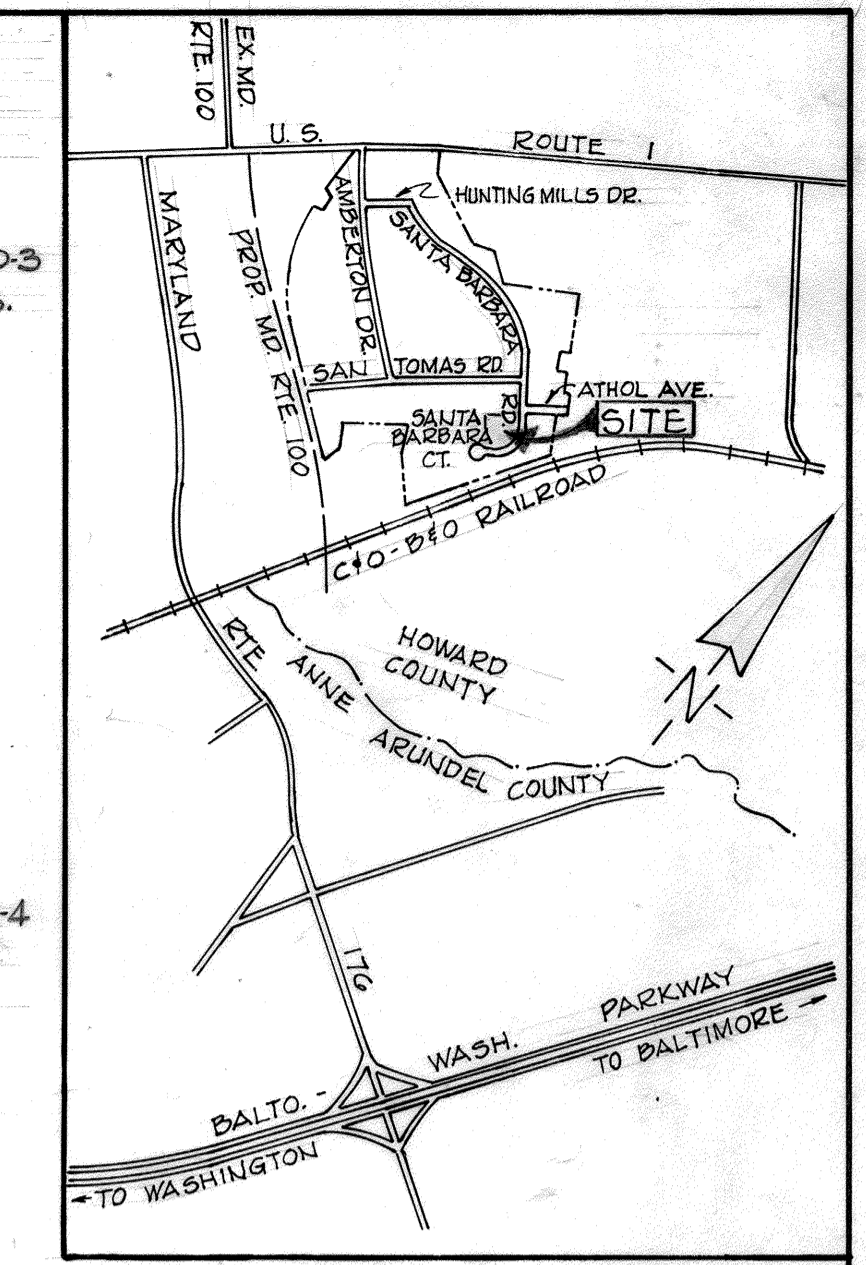 EX. MD.
RTE. 100
U. S. ROUTE 1
HUNTING MILLS DR.
MARYLAND
AMBERTON DR.
SANTA BARBARA
PROP. MD. RTE. 100
SAN TOMAS RD.
RD.
ATHOL AVE.
SITE
SANTA
BARBARA
CT.
C&O-B&O RAILROAD
RTE
HOWARD
COUNTY
ANNE ARUNDEL COUNTY
N
176
BALTO. - WASH. PARKWAY
TO BALTIMORE
TO WASHINGTON
-4